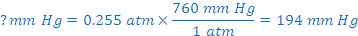 ? mm Hg = 0.255 atm × 760 mm Hg / 1 atm = 194 mm Hg